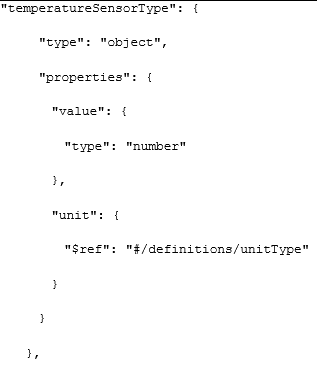 "temperatureSensorType": {
"type": "object",
"properties": {
"value": {
"type": "number"
},
"unit": {
"$ref": "#/definitions/unitType"
}
}
},